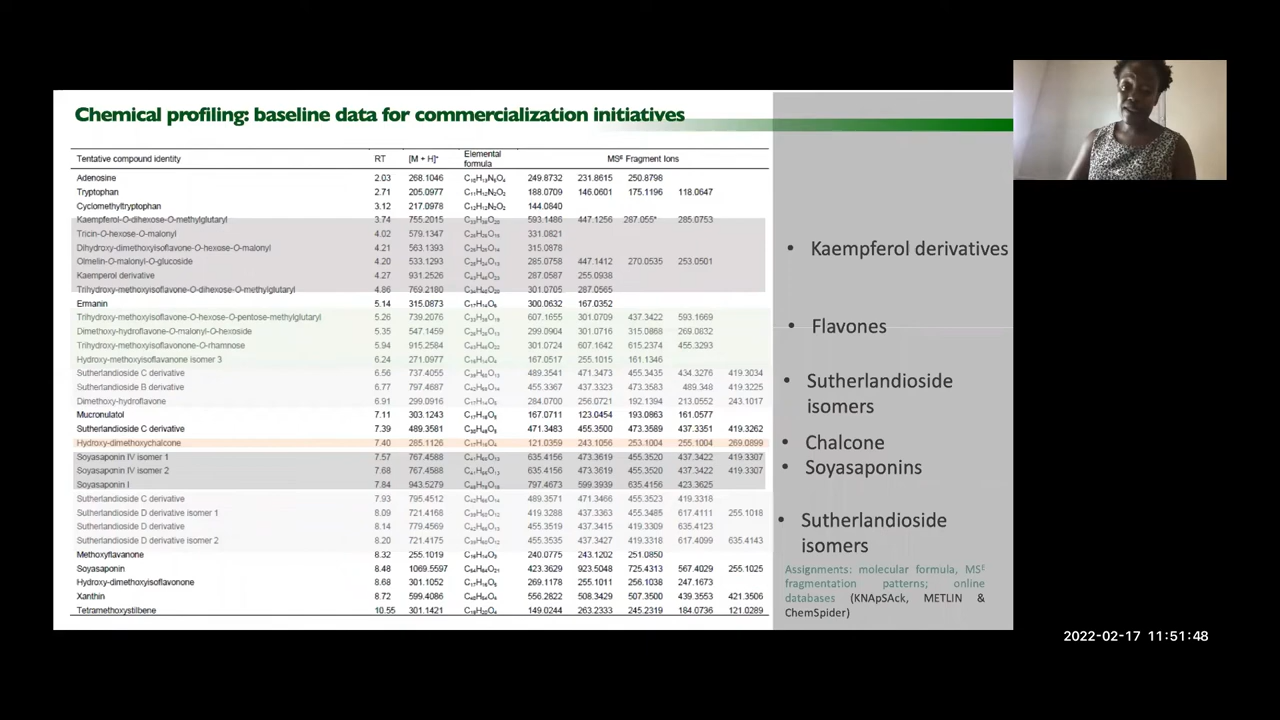 Chemical profiling: baseline data for commercialization initiatives
Tentative compound identity RT [M + H]⁺ Elemental formula MSᴱ Fragment Ions
Adenosine 2.03 268.1046 C₁₀H₁₃N₅O₄ 249.8732 231.8615 250.8798
Tryptophan 2.71 205.0977 C₁₁H₁₂N₂O₂ 188.0709 146.0601 175.1196 118.0647
Cyclomethyltryptophan 3.12 217.0978 C₁₂H₁₂N₂O₂ 144.0840
Kaempferol-O-dihexose-O-methylglutaryl 3.74 755.2015 593.1486 447.1256 287.055* 285.0753
Tricin-O-hexose-O-malonyl 4.02 579.1347 331.0821
Dihydroxy-dimethoxyisoflavone-O-hexose-O-malonyl 4.21 563.1393 315.0878
Olmelin-O-malonyl-O-glucoside 4.20 533.1293 285.0758 447.1412 270.0535 253.0501
Kaemperol derivative 4.27 931.2526 287.0587 255.0938
Trihydroxy-methoxyisoflavone-O-dihexose-O-methylglutaryl 4.86 769.2180 301.0705 287.0565
Ermanin 5.14 315.0873 C₁₇H₁₄O₆ 300.0632 167.0352
Trihydroxy-methoxyisoflavone-O-hexose-O-pentose-methylglutaryl 5.26 739.2076 607.1655 301.0709 437.3422 593.1669
Dimethoxy-hydroflavone-O-malonyl-O-hexoside 5.35 547.1459 299.0904 301.0716 315.0868 269.0832
Trihydroxy-methoxyisoflavonone-O-rhamnose 5.94 915.2584 301.0724 607.1642 615.2374 455.3293
Hydroxy-methoxyisoflavanone isomer 3 6.24 271.0977 C₁₆H₁₄O₄ 167.0517 255.1015 161.1346
Sutherlandioside C derivative 6.56 737.4055 489.3541 471.3473 455.3435 434.3276 419.3034
Sutherlandioside B derivative 6.77 797.4687 455.3367 437.3323 473.3583 489.348 419.3225
Dimethoxy-hydroflavone 6.91 299.0916 C₁₇H₁₄O₅ 284.0700 256.0721 192.1394 213.0552 243.1017
Mucronulatol 7.11 303.1243 C₁₇H₁₈O₅ 167.0711 123.0454 193.0863 161.0577
Sutherlandioside C derivative 7.39 489.3581 C₃₀H₄₈O₅ 471.3483 455.3500 473.3589 437.3351 419.3262
Hydroxy-dimethoxychalcone 7.40 285.1126 C₁₇H₁₆O₄ 121.0359 243.1056 253.1004 255.1004 269.0899
Soyasaponin IV isomer 1 7.57 767.4588 635.4156 473.3619 455.3520 437.3422 419.3307
Soyasaponin IV isomer 2 7.68 767.4588 635.4156 473.3619 455.3520 437.3422 419.3307
Soyasaponin I 7.84 943.5279 797.4673 599.3939 635.4156 423.3625
Sutherlandioside C derivative 7.93 795.4512 489.3571 471.3466 455.3523 419.3318
Sutherlandioside D derivative isomer 1 8.09 721.4168 419.3288 437.3363 455.3485 617.4111 255.1018
Sutherlandioside D derivative 8.14 779.4569 455.3519 437.3415 419.3309 635.4123
Sutherlandioside D derivative isomer 2 8.20 721.4175 455.3535 437.3427 419.3318 617.4099 635.4143
Methoxyflavanone 8.32 255.1019 C₁₆H₁₄O₃ 240.0775 243.1202 251.0850
Soyasaponin 8.48 1069.5597 423.3629 923.5048 725.4313 567.4029 255.1025
Hydroxy-dimethoxyisoflavonone 8.68 301.1052 C₁₇H₁₆O₅ 269.1178 255.1011 256.1038 247.1673
Xanthin 8.72 599.4086 556.2822 508.3429 507.3500 439.3553 421.3506
Tetramethoxystilbene 10.55 301.1421 C₁₈H₂₀O₄ 149.0244 263.2333 245.2319 184.0736 121.0289
• Kaempferol derivatives
• Flavones
• Sutherlandioside
isomers
• Chalcone
• Soyasaponins
• Sutherlandioside
isomers
Assignments: molecular formula, MSᴱ
fragmentation patterns; online
databases (KNApSAck, METLIN &
ChemSpider)
2022-02-17 11:51:48